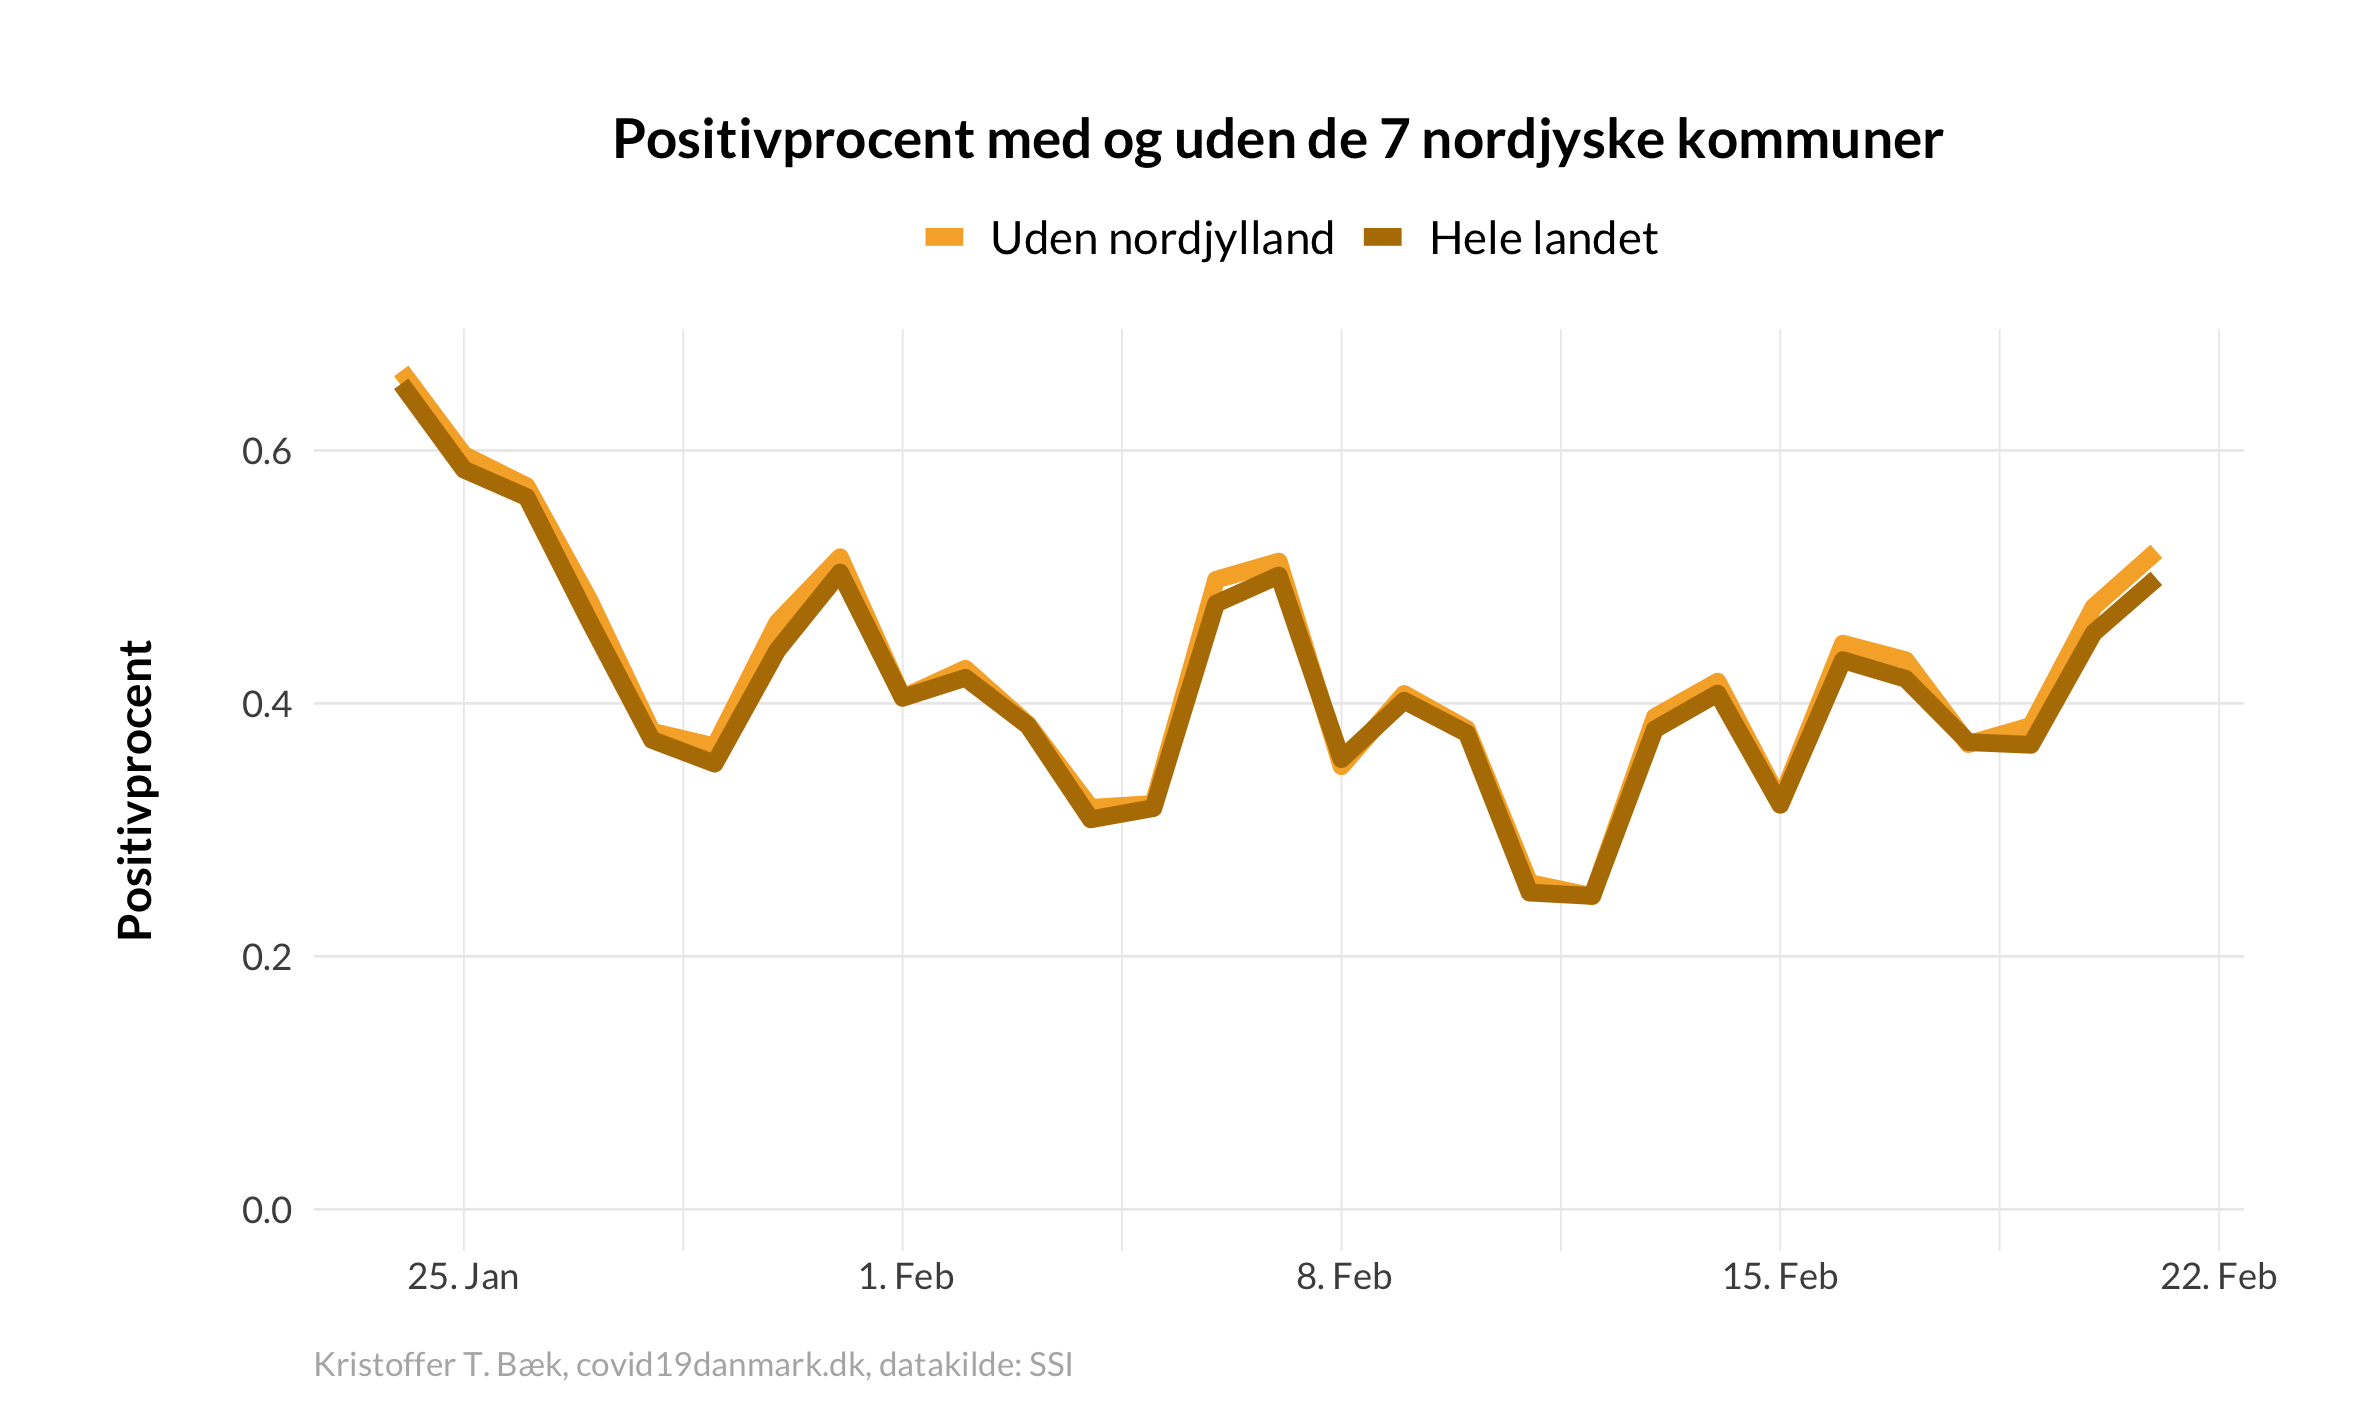 Positivprocent med og uden de 7 nordjyske kommuner
Uden nordjylland Hele landet
Positivprocent
0.6
0.4
0.2
0.0
25. Jan 1. Feb 8. Feb 15. Feb 22. Feb
Kristoffer T. Bæk, covid19danmark.dk, datakilde: SSI